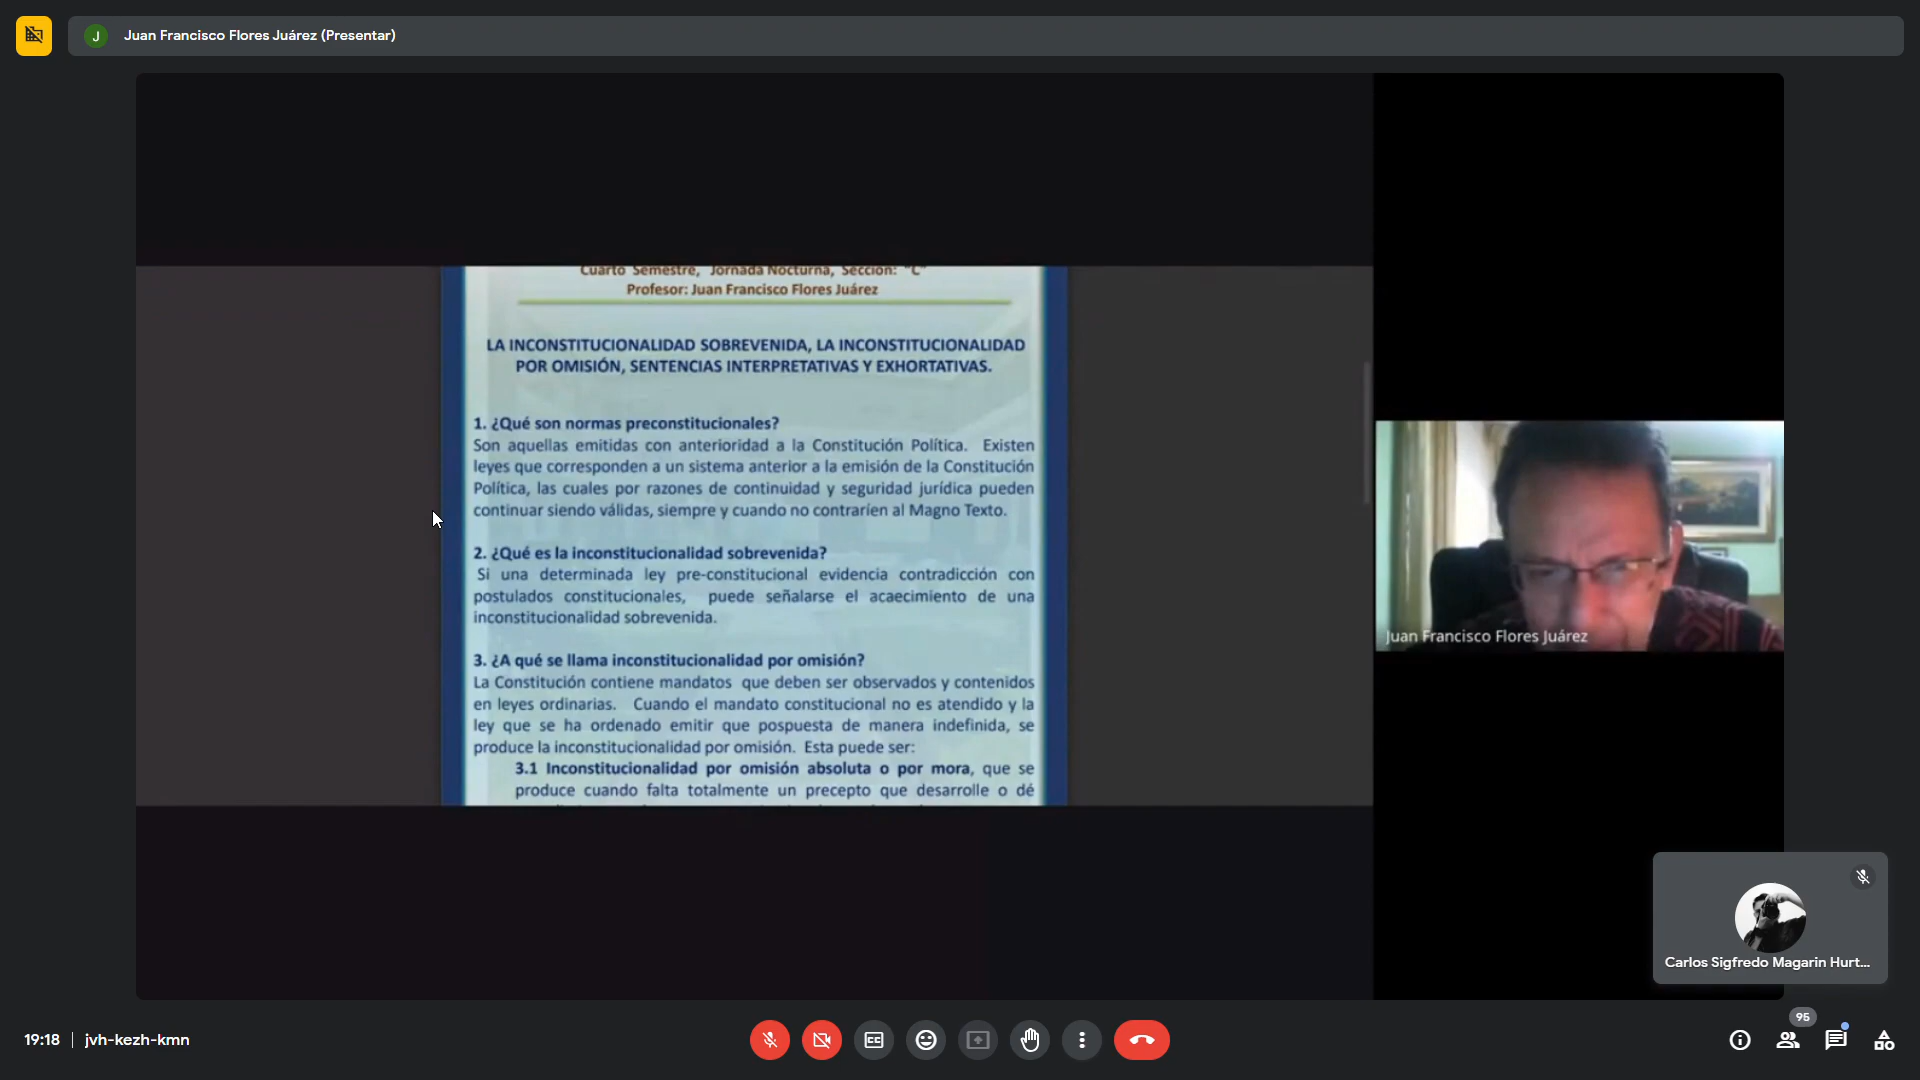 J
Juan Francisco Flores Juárez (Presentar)
Cuarto Semestre, Jornada Nocturna, Sección: "C"
Profesor: Juan Francisco Flores Juárez
LA INCONSTITUCIONALIDAD SOBREVENIDA, LA INCONSTITUCIONALIDAD
POR OMISIÓN, SENTENCIAS INTERPRETATIVAS Y EXHORTATIVAS.
1. ¿Qué son normas preconstitucionales?
Son aquellas emitidas con anterioridad a la Constitución Política. Existen
leyes que corresponden a un sistema anterior a la emisión de la Constitución
Política, las cuales por razones de continuidad y seguridad jurídica pueden
continuar siendo válidas, siempre y cuando no contraríen al Magno Texto.
2. ¿Qué es la inconstitucionalidad sobrevenida?
Si una determinada ley pre-constitucional evidencia contradicción con
postulados constitucionales, puede señalarse el acaecimiento de una
inconstitucionalidad sobrevenida.
3. ¿A qué se llama inconstitucionalidad por omisión?
La Constitución contiene mandatos que deben ser observados y contenidos
en leyes ordinarias. Cuando el mandato constitucional no es atendido y la
ley que se ha ordenado emitir que pospuesta de manera indefinida, se
produce la inconstitucionalidad por omisión. Esta puede ser:
3.1 Inconstitucionalidad por omisión absoluta o por mora, que se
produce cuando falta totalmente un precepto que desarrolle o dé
Juan Francisco Flores Juárez
Carlos Sigfredo Magarin Hurt...
19:18 | jvh-kezh-kmn
95